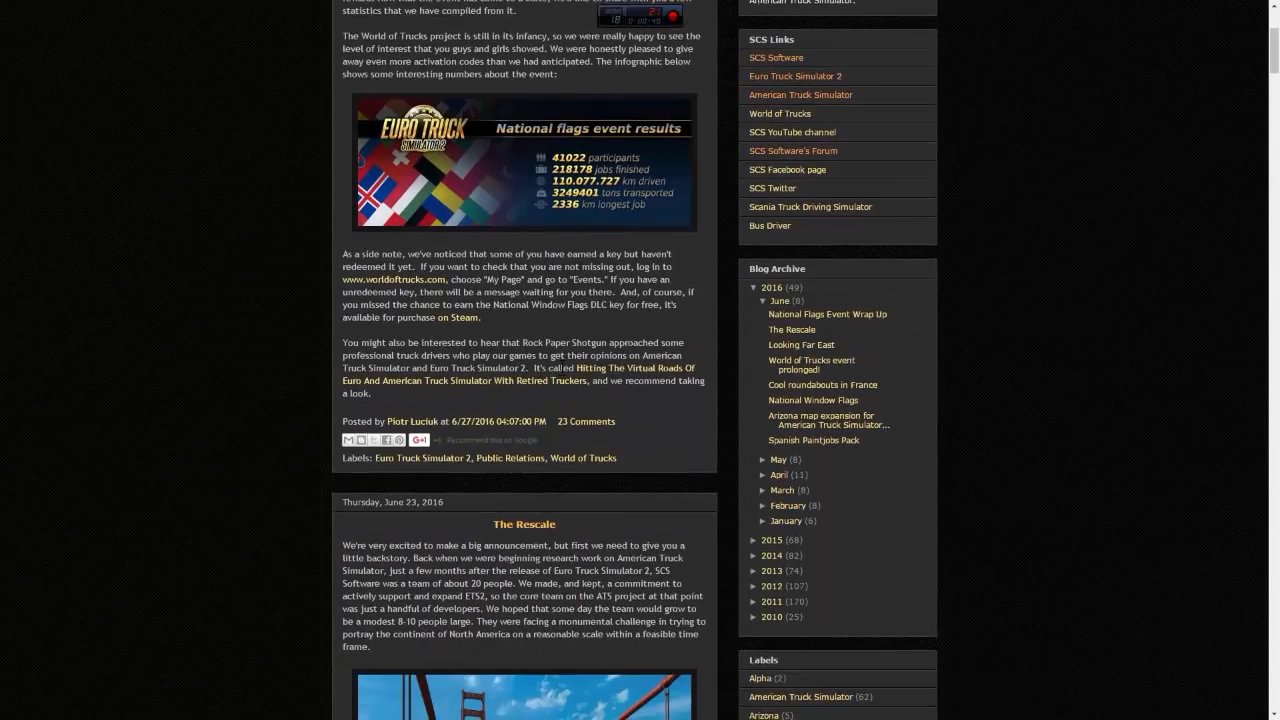 statistics that we have compiled from it.
American Truck Simulator.
18 0:00:40
The World of Trucks project is still in its infancy, so we were really happy to see the
level of interest that you guys and girls showed. We were honestly pleased to give
away even more activation codes than we had anticipated. The infographic below
shows some interesting numbers about the event:
EURO TRUCK
SIMULATOR 2
National flags event results
41022 participants
218178 jobs finished
110.077.727 km driven
3249401 tons transported
2336 km longest job
As a side note, we've noticed that some of you have earned a key but haven't
redeemed it yet.  If you want to check that you are not missing out, log in to
www.worldoftrucks.com, choose "My Page" and go to "Events." If you have an
unredeemed key, there will be a message waiting for you there.  And, of course, if
you missed the chance to earn the National Window Flags DLC key for free, it's
available for purchase on Steam.
You might also be interested to hear that Rock Paper Shotgun approached some
professional truck drivers who play our games to get their opinions on American
Truck Simulator and Euro Truck Simulator 2.  It's called Hitting The Virtual Roads Of
Euro And American Truck Simulator With Retired Truckers, and we recommend taking
a look.
Posted by Piotr Luciuk at 6/27/2016 04:07:00 PM 23 Comments
G+1 +6 Recommend this on Google
Labels: Euro Truck Simulator 2, Public Relations, World of Trucks
Thursday, June 23, 2016
The Rescale
We're very excited to make a big announcement, but first we need to give you a
little backstory. Back when we were beginning research work on American Truck
Simulator, just a few months after the release of Euro Truck Simulator 2, SCS
Software was a team of about 20 people. We made, and kept, a commitment to
actively support and expand ETS2, so the core team on the ATS project at that point
was just a handful of developers. We hoped that some day the team would grow to
be a modest 8-10 people large. They were facing a monumental challenge in trying to
portray the continent of North America on a reasonable scale within a feasible time
frame.
SCS Links
SCS Software
Euro Truck Simulator 2
American Truck Simulator
World of Trucks
SCS YouTube channel
SCS Software's Forum
SCS Facebook page
SCS Twitter
Scania Truck Driving Simulator
Bus Driver
Blog Archive
▼ 2016 (49)
▼ June (8)
National Flags Event Wrap Up
The Rescale
Looking Far East
World of Trucks event
prolonged!
Cool roundabouts in France
National Window Flags
Arizona map expansion for
American Truck Simulator...
Spanish Paintjobs Pack
► May (8)
► April (11)
► March (8)
► February (8)
► January (6)
► 2015 (68)
► 2014 (82)
► 2013 (74)
► 2012 (107)
► 2011 (170)
► 2010 (25)
Labels
Alpha (2)
American Truck Simulator (62)
Arizona (5)